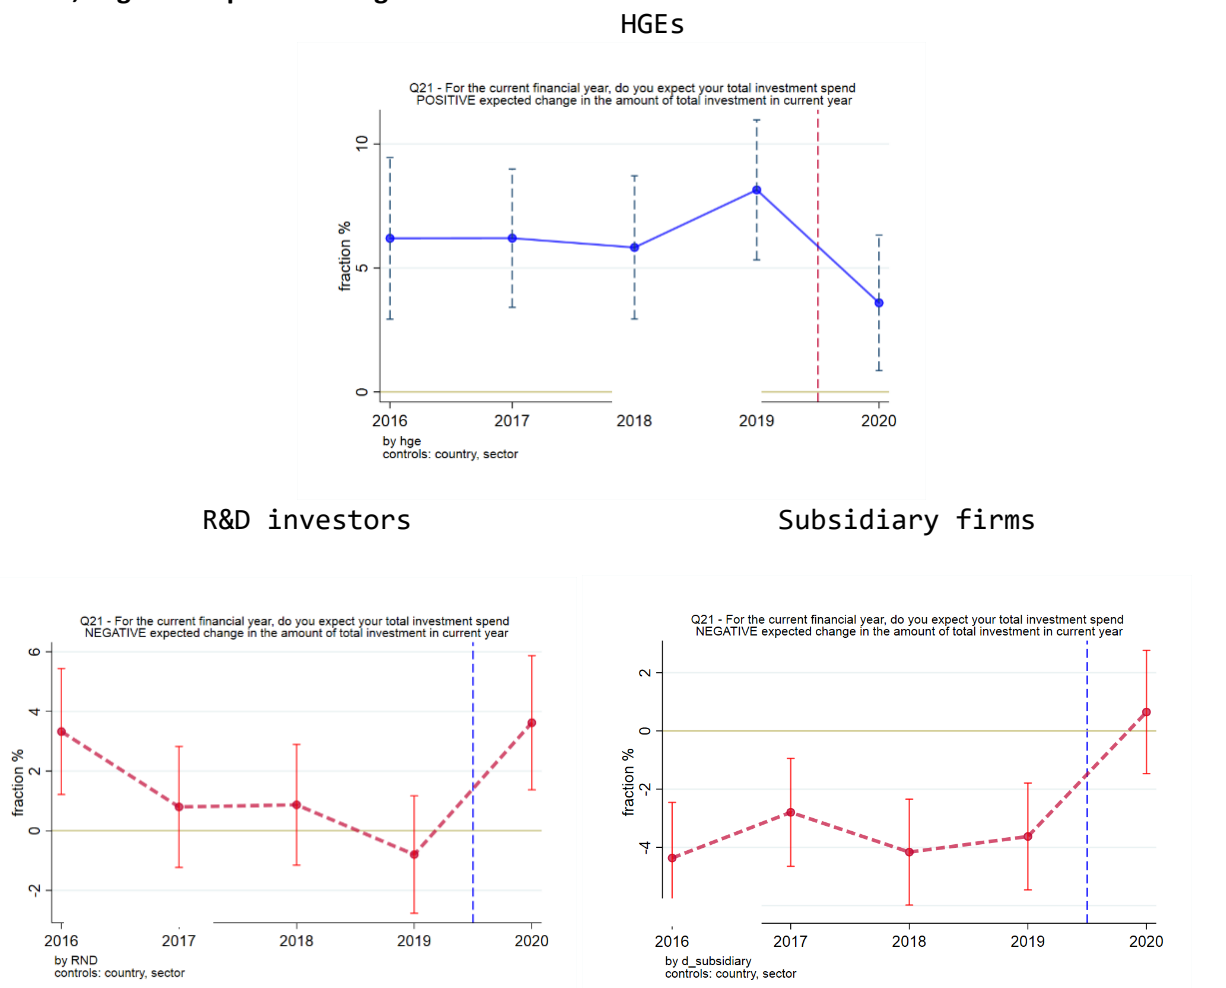 HGEs
Q21 - For the current financial year, do you expect your total investment spend
POSITIVE expected change in the amount of total investment in current year
10
5
0
fraction %
2016 2017 2018 2019 2020
by hge
controls: country, sector
R&D investors
Q21 - For the current financial year, do you expect your total investment spend
NEGATIVE expected change in the amount of total investment in current year
6
4
2
0
-2
fraction %
2016 2017 2018 2019 2020
by RND
controls: country, sector
Subsidiary firms
Q21 - For the current financial year, do you expect your total investment spend
NEGATIVE expected change in the amount of total investment in current year
2
0
-2
4
fraction %
2016 2017 2018 2019 2020
by d_subsidiary
controls: country, sector